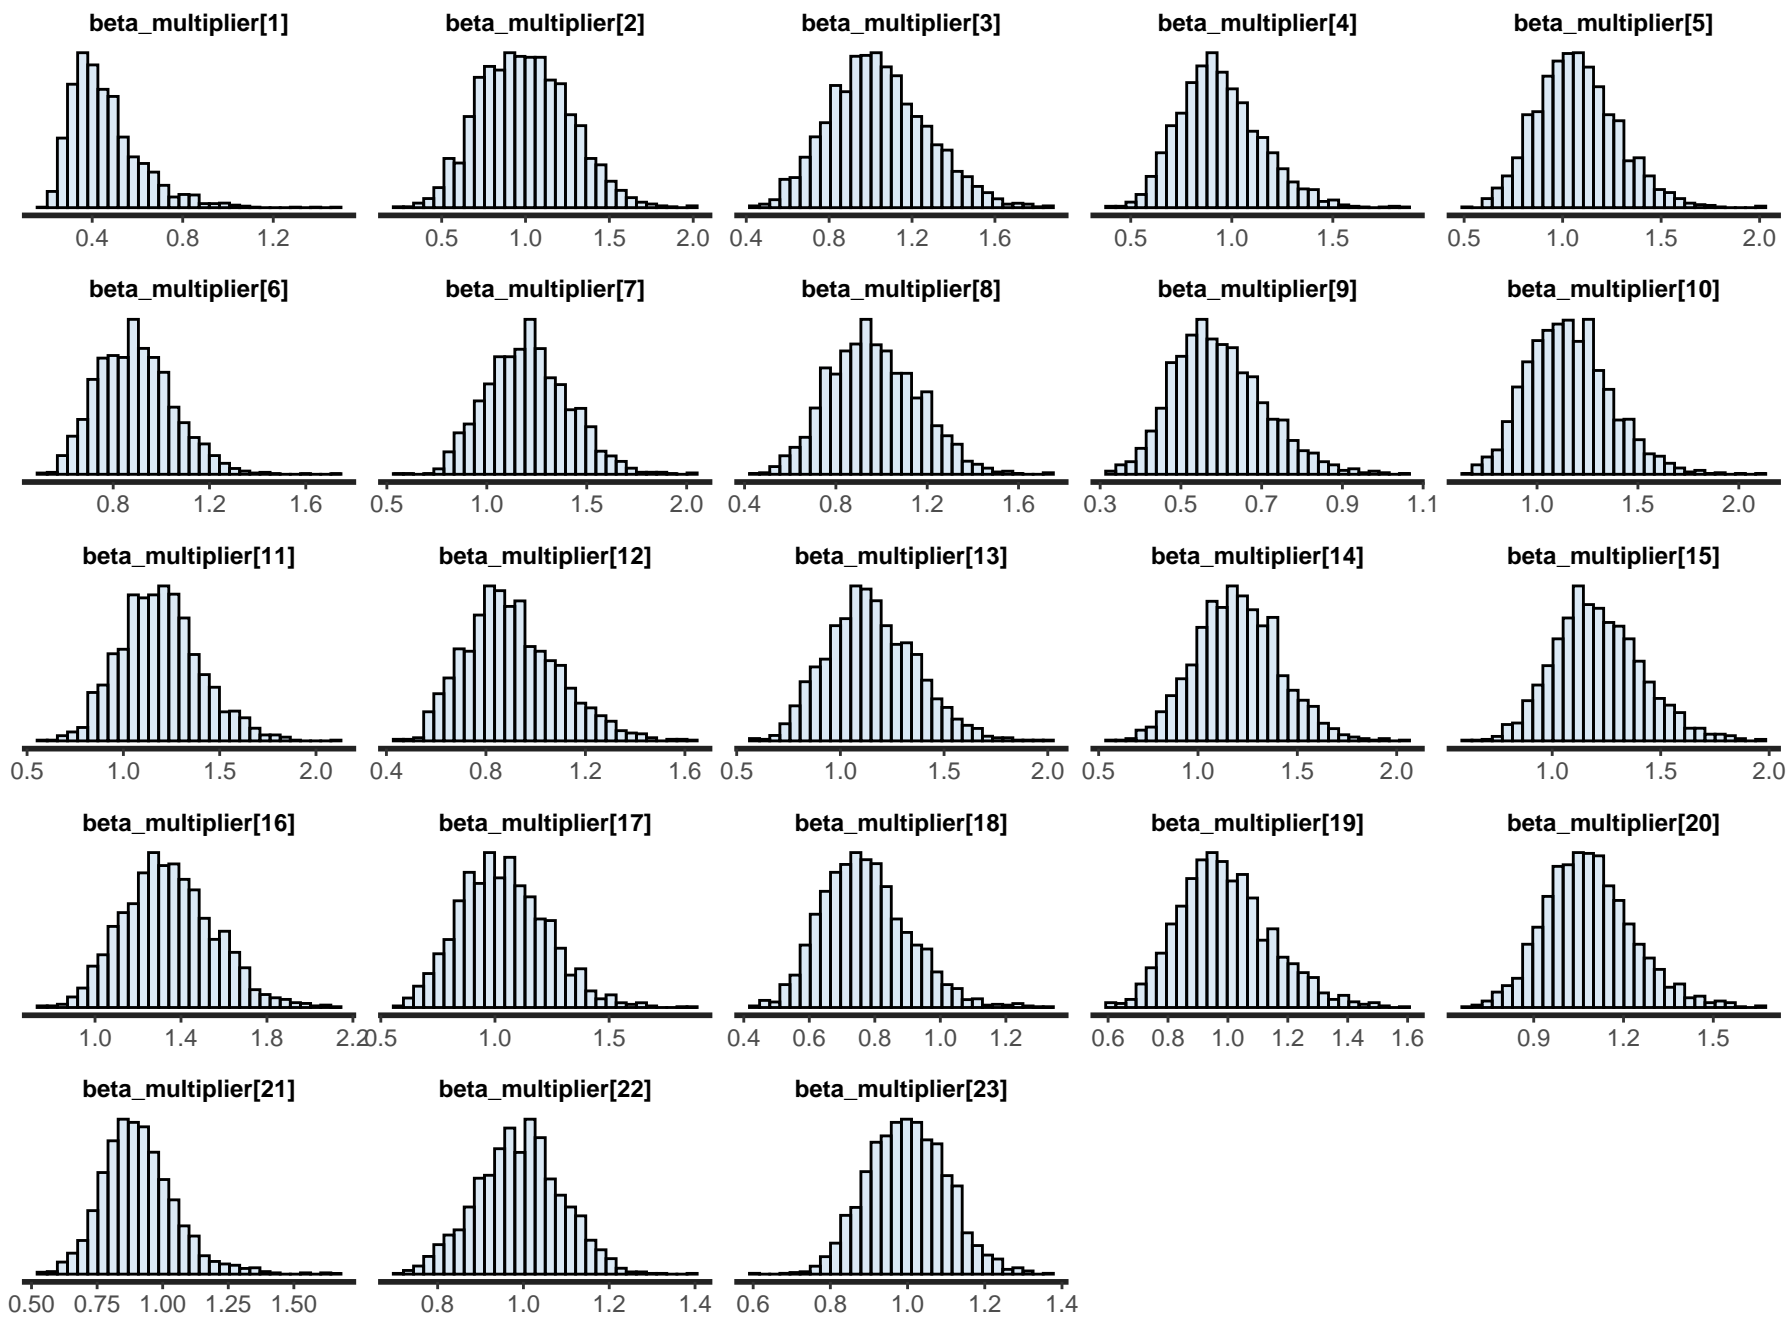 beta_multiplier[1] beta_multiplier[2] beta_multiplier[3] beta_multiplier[4] beta_multiplier[5]
0.4 0.8 1.2 0.5 1.0 1.5 2.0 0.4 0.8 1.2 1.6 0.5 1.0 1.5 0.5 1.0 1.5 2.0
beta_multiplier[6] beta_multiplier[7] beta_multiplier[8] beta_multiplier[9] beta_multiplier[10]
0.8 1.2 1.6 0.5 1.0 1.5 2.0 0.4 0.8 1.2 1.6 0.3 0.5 0.7 0.9 1.1 1.0 1.5 2.0
beta_multiplier[11] beta_multiplier[12] beta_multiplier[13] beta_multiplier[14] beta_multiplier[15]
0.5 1.0 1.5 2.0 0.4 0.8 1.2 1.6 0.5 1.0 1.5 2.0 0.5 1.0 1.5 2.0 1.0 1.5 2.0
beta_multiplier[16] beta_multiplier[17] beta_multiplier[18] beta_multiplier[19] beta_multiplier[20]
1.0 1.4 1.8 2.2 0.5 1.0 1.5 0.4 0.6 0.8 1.0 1.2 0.6 0.8 1.0 1.2 1.4 1.6 0.9 1.2 1.5
beta_multiplier[21] beta_multiplier[22] beta_multiplier[23]
0.50 0.75 1.00 1.25 1.50 0.8 1.0 1.2 1.4 0.6 0.8 1.0 1.2 1.4